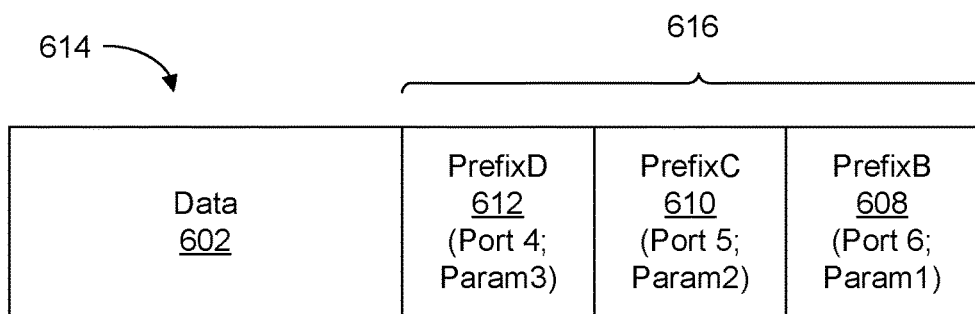 616
614
Data
602
PrefixD
612
(Port 4;
Param3)
PrefixC
610
(Port 5;
Param2)
PrefixB
608
(Port 6;
Param1)